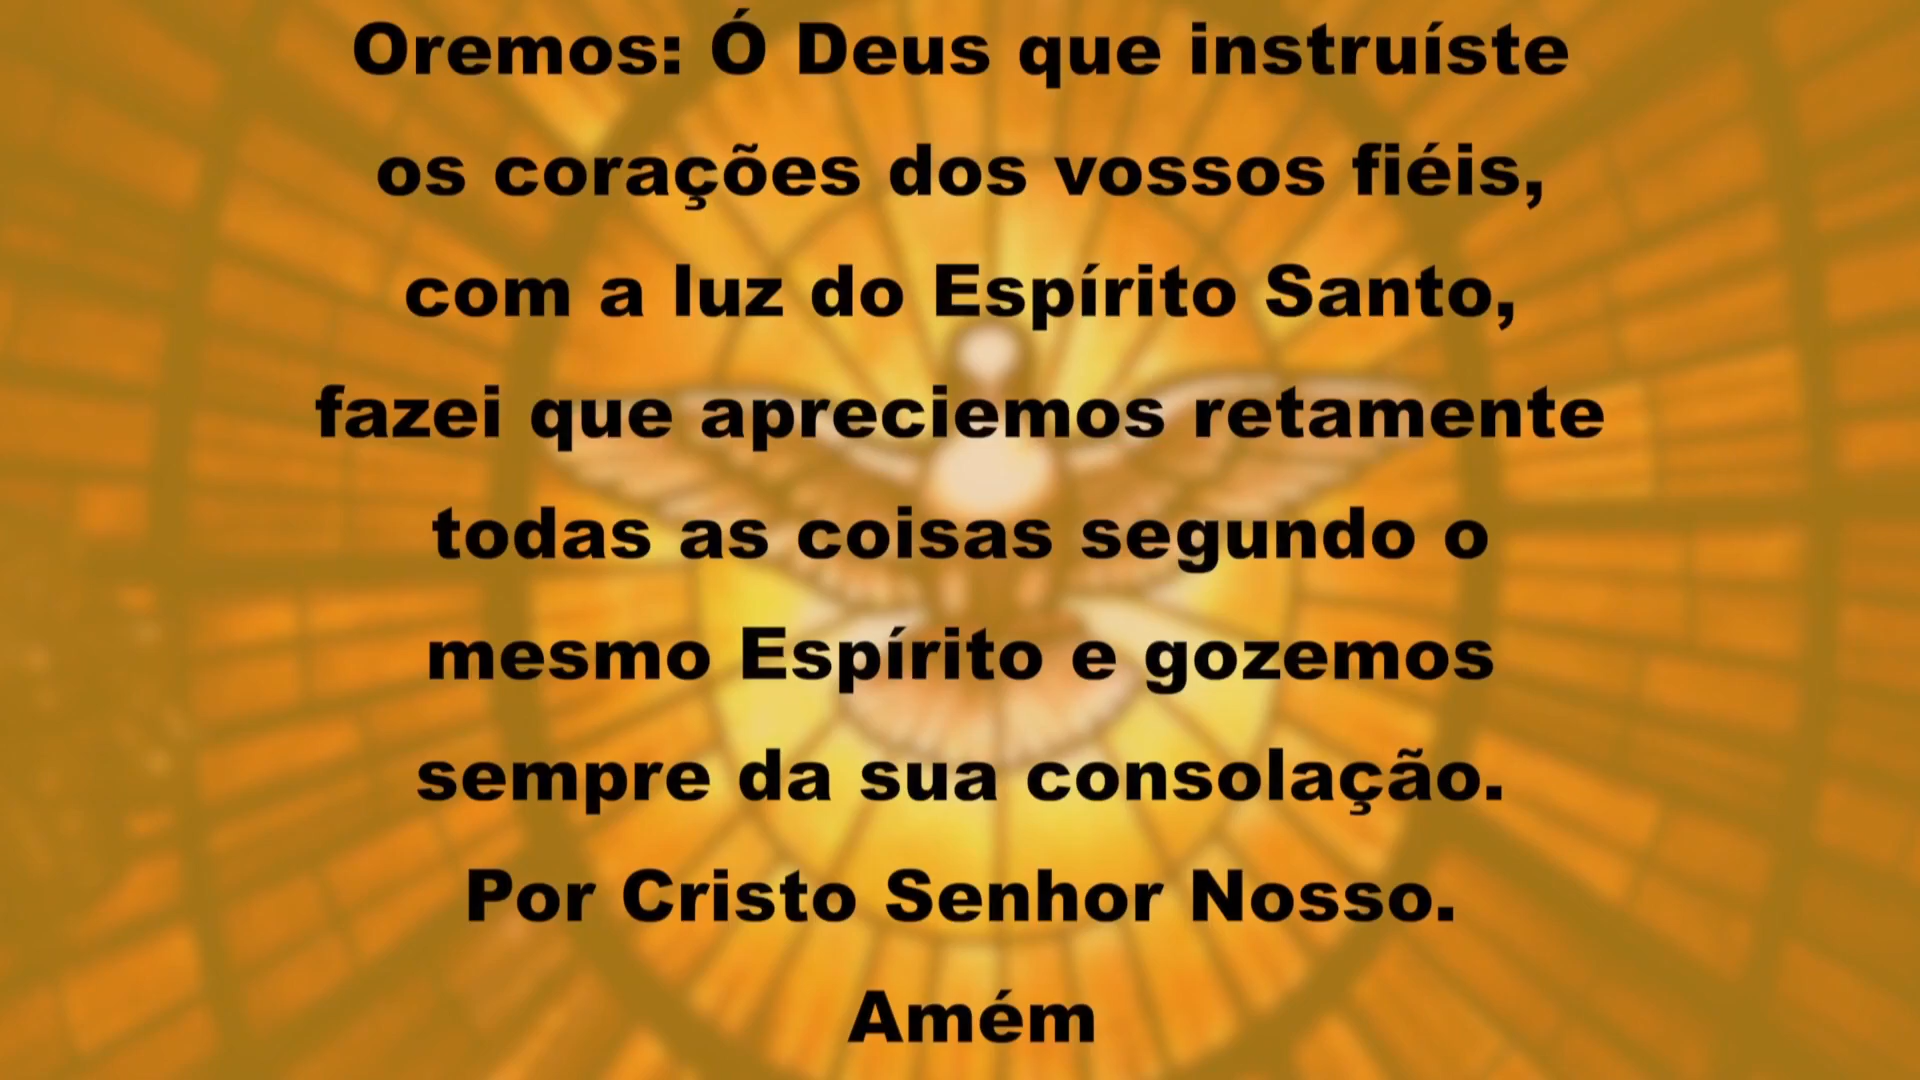 Oremos: Ó Deus que instruíste
os corações dos vossos fiéis,
com a luz do Espírito Santo,
fazei que apreciemos retamente
todas as coisas segundo o
mesmo Espírito e gozemos
sempre da sua consolação.
Por Cristo Senhor Nosso.
Amém